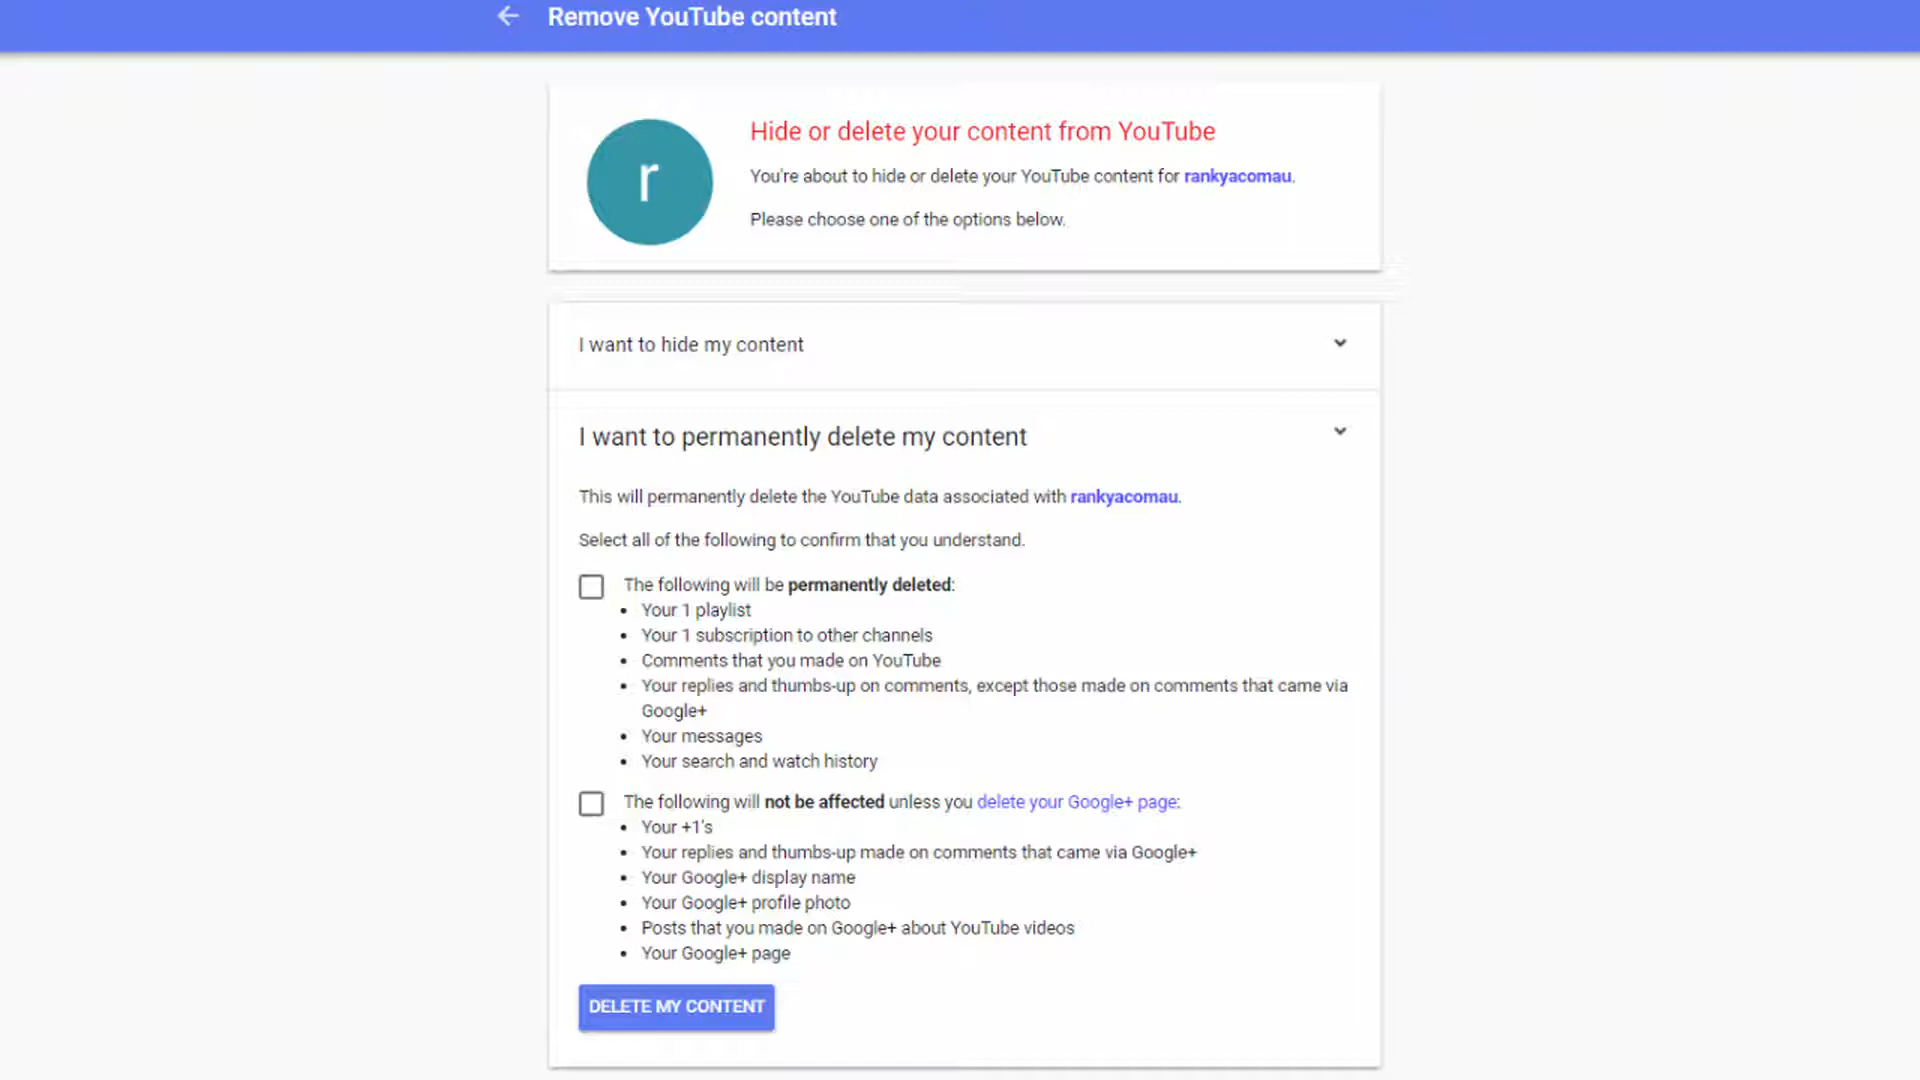 Remove YouTube content
r
Hide or delete your content from YouTube
You're about to hide or delete your YouTube content for rankyacomau.
Please choose one of the options below.
I want to hide my content
I want to permanently delete my content
This will permanently delete the YouTube data associated with rankyacomau.
Select all of the following to confirm that you understand.
The following will be permanently deleted:
• Your 1 playlist
• Your 1 subscription to other channels
• Comments that you made on YouTube
• Your replies and thumbs-up on comments, except those made on comments that came via
Google+
• Your messages
• Your search and watch history
The following will not be affected unless you delete your Google+ page:
• Your +1's
• Your replies and thumbs-up made on comments that came via Google+
• Your Google+ display name
• Your Google+ profile photo
• Posts that you made on Google+ about YouTube videos
• Your Google+ page
DELETE MY CONTENT